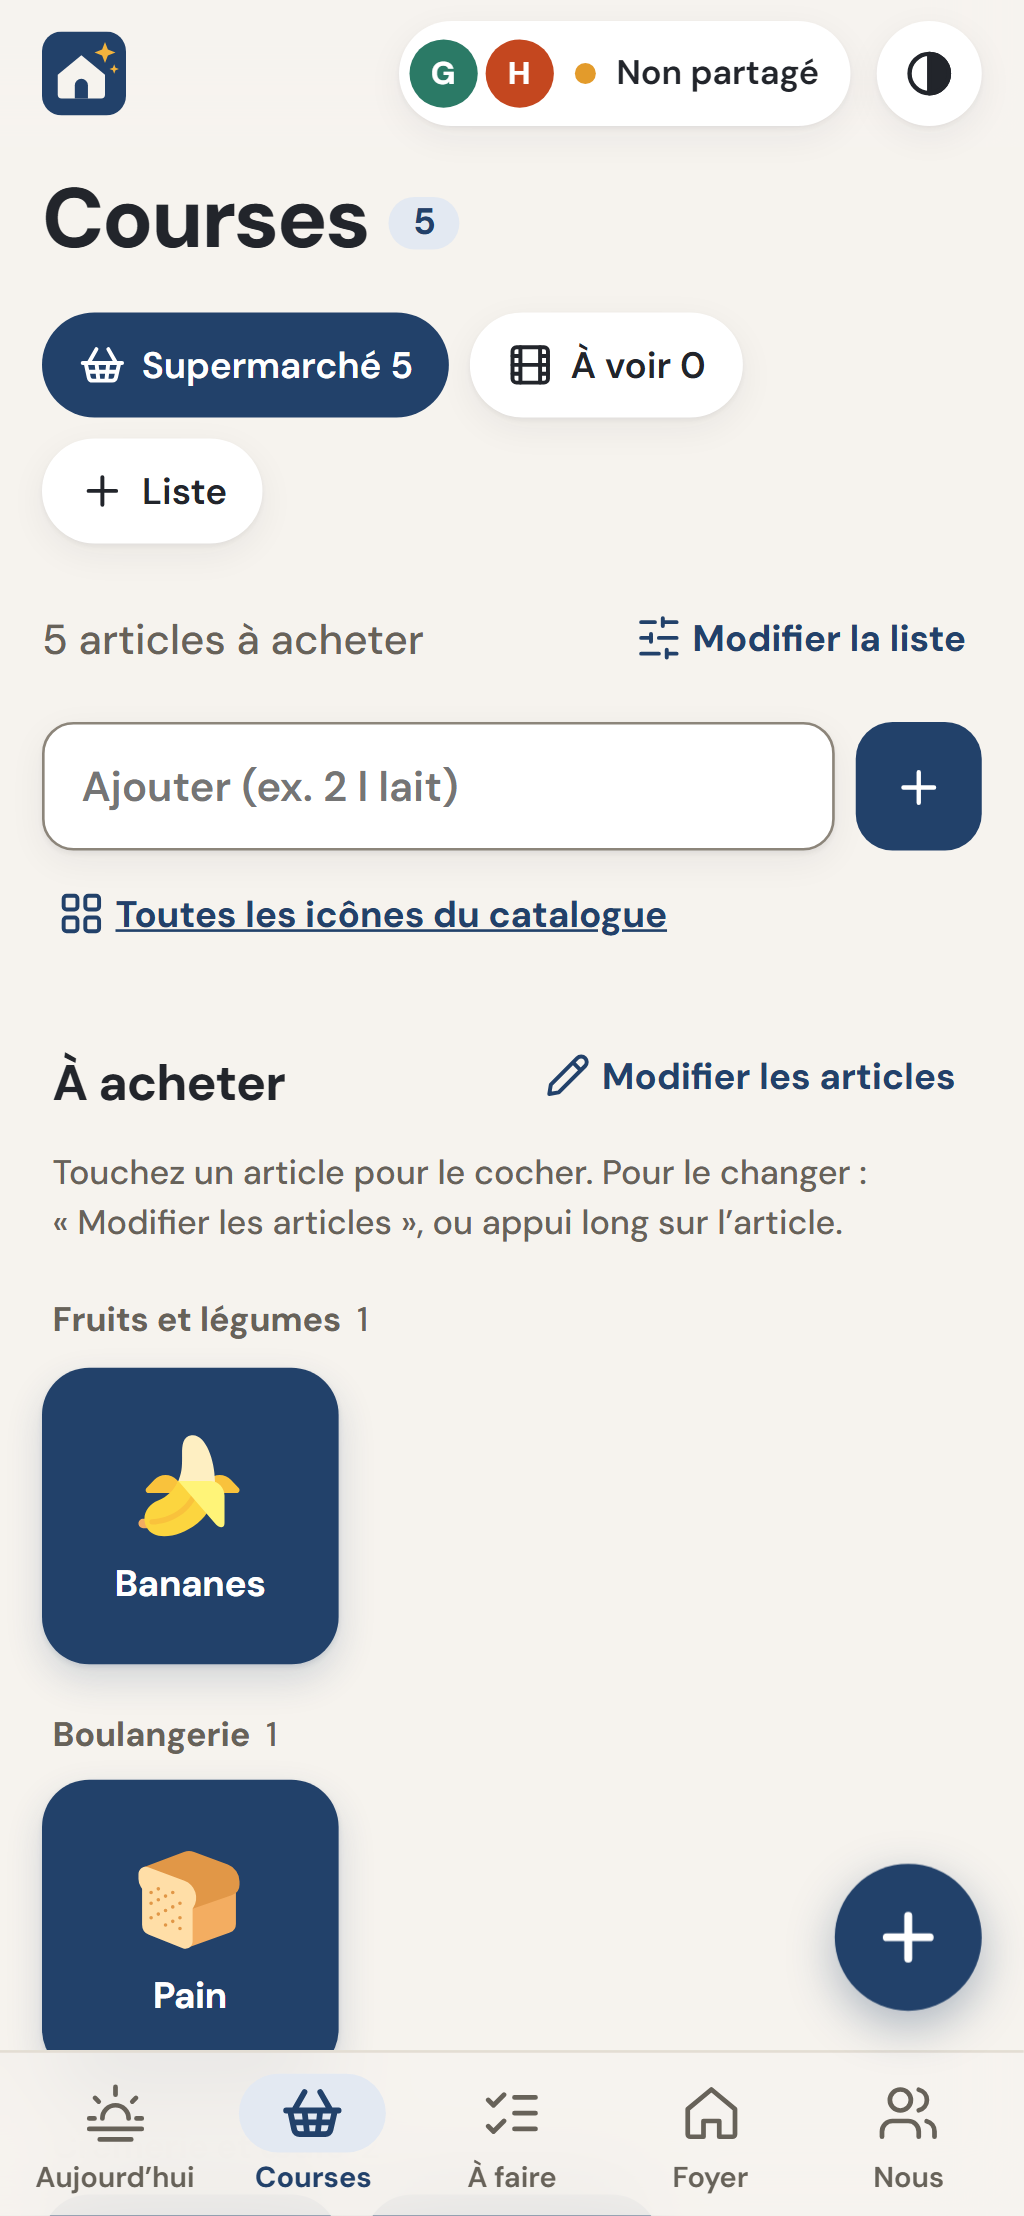 G H Non partagé
Courses 5
Supermarché 5 À voir 0
Liste
5 articles à acheter Modifier la liste
Ajouter (ex. 2 l lait)
Toutes les icônes du catalogue
À acheter Modifier les articles
Touchez un article pour le cocher. Pour le changer :
« Modifier les articles », ou appui long sur l’article.
Fruits et légumes 1
Bananes
Boulangerie 1
Pain
Aujourd’hui Courses À faire Foyer Nous